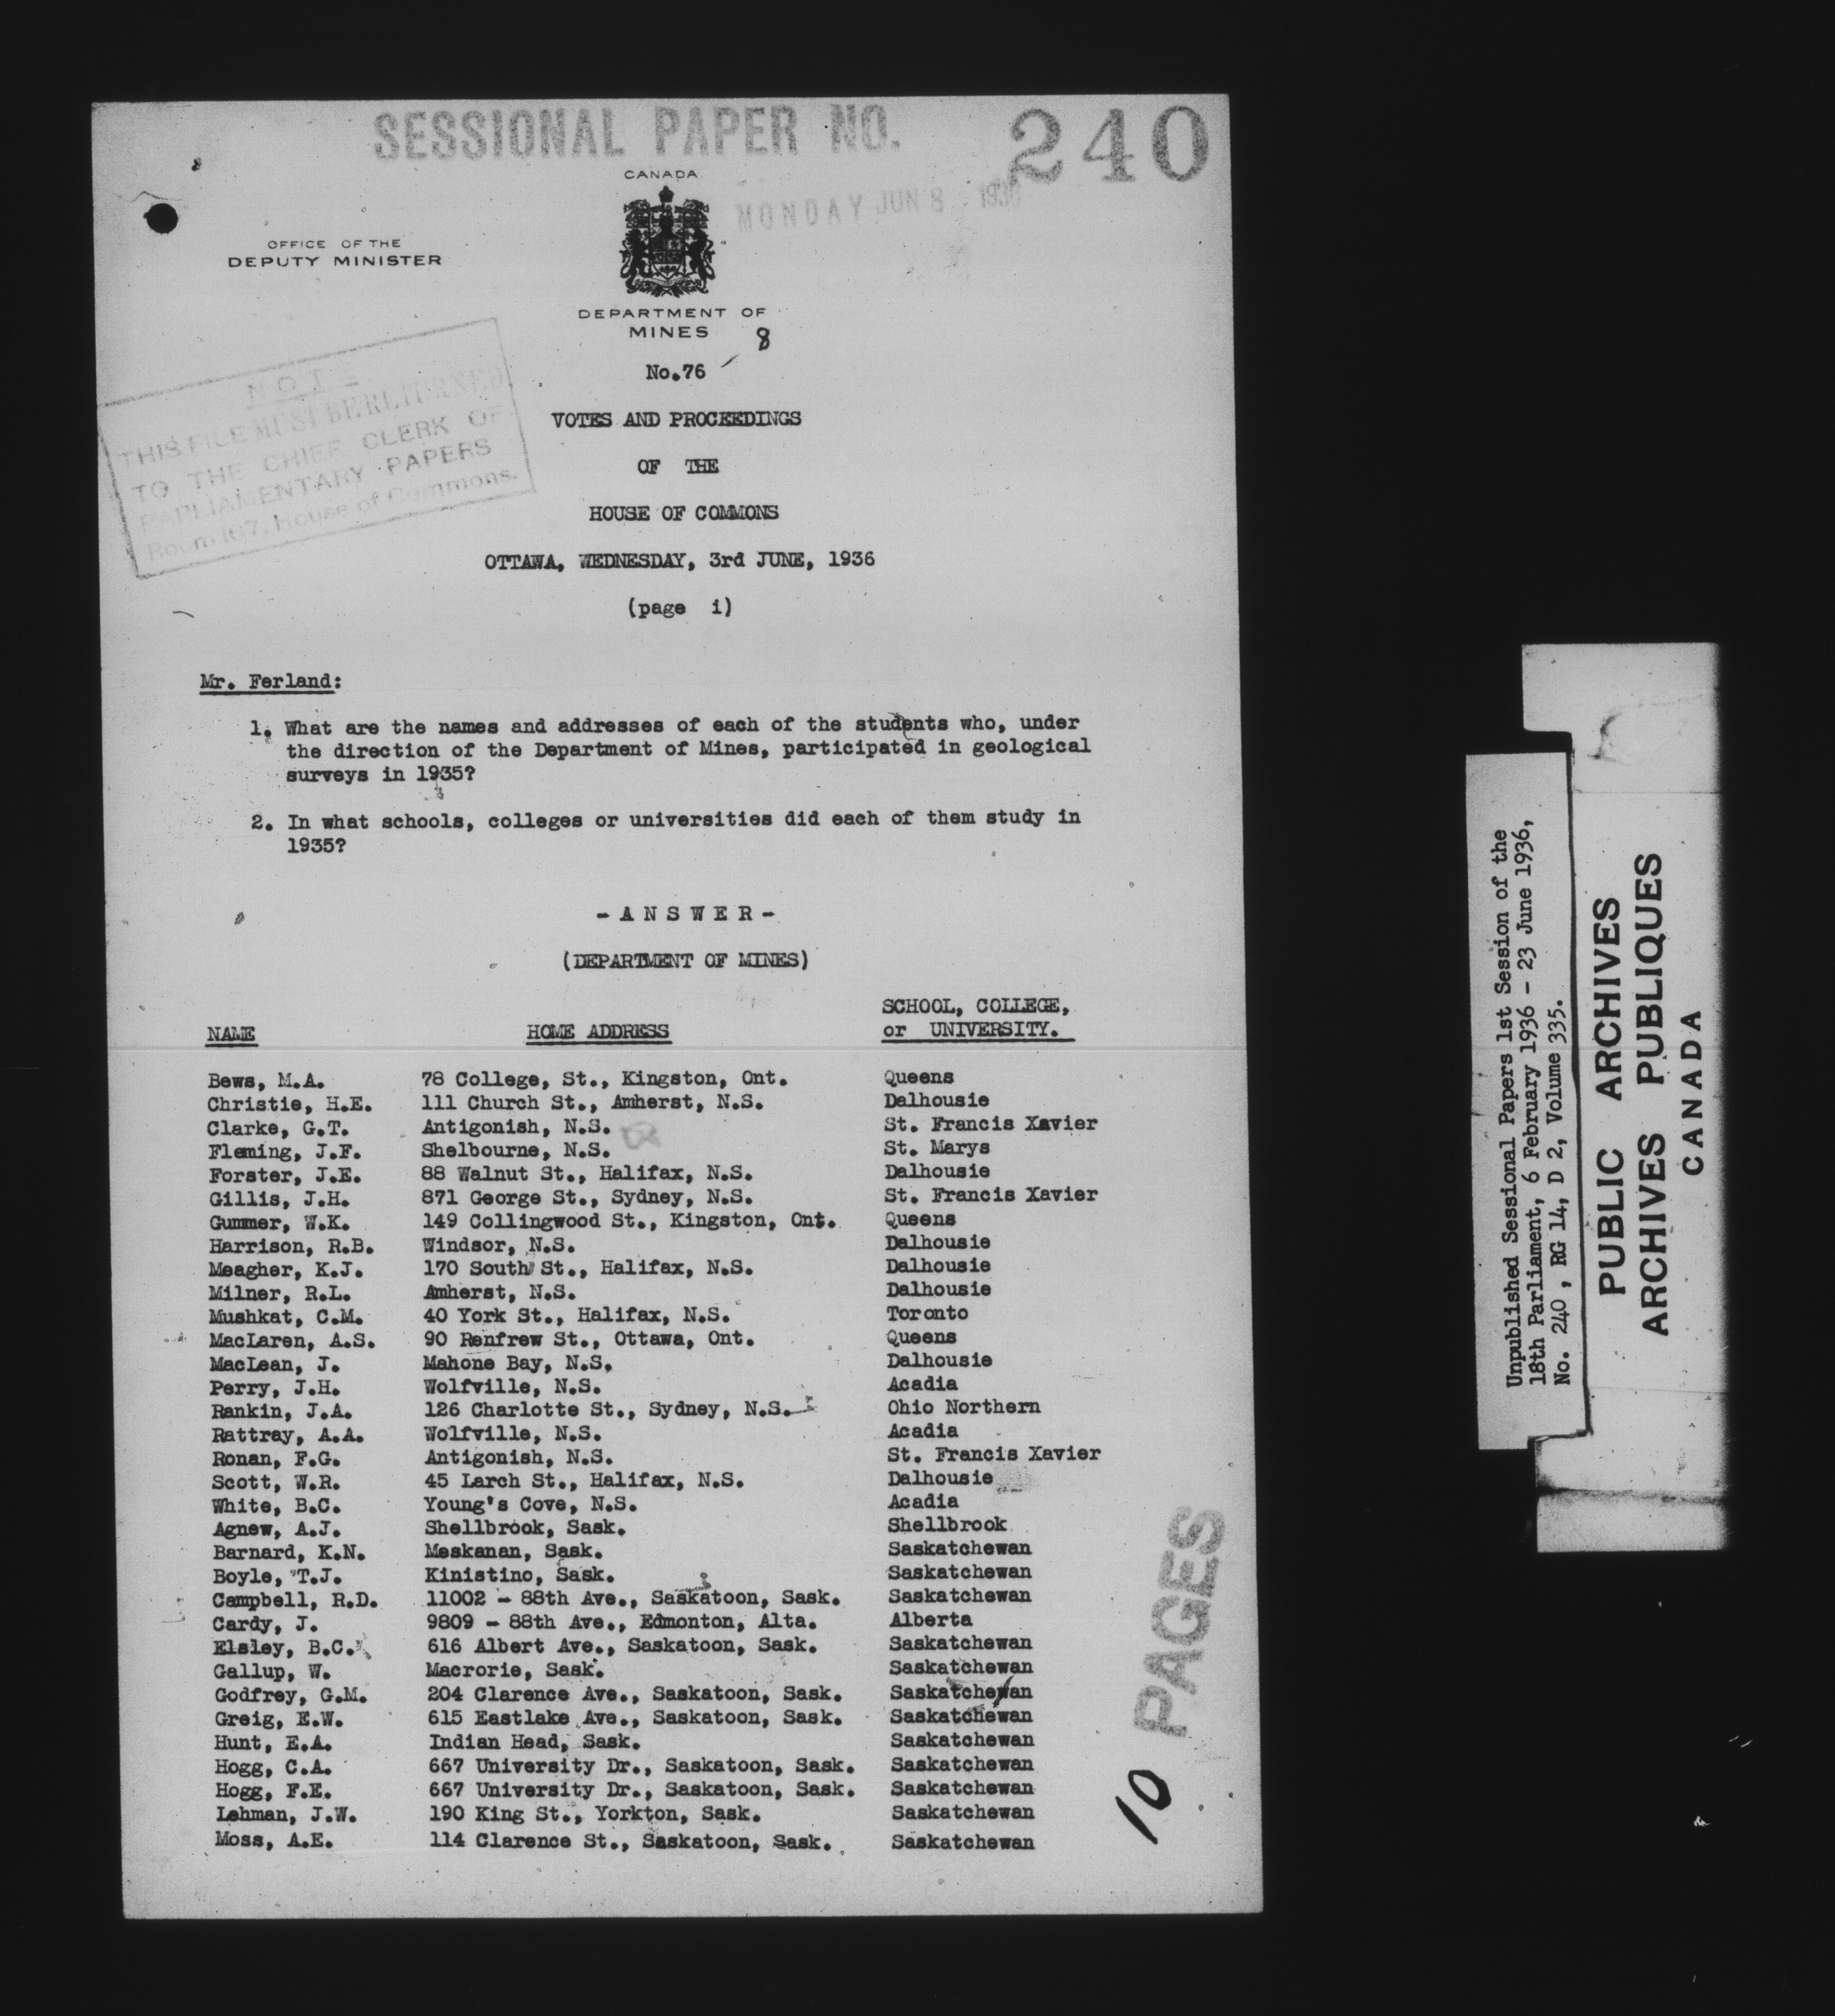 SESSIONAL PAPER NO. 240
CANADA
MONDAY JUN 8 1936
OFFICE OF THE
DEPUTY MINISTER
DEPARTMENT OF
MINES
8
No.76
NOTE
THIS FILE MUST BE RETURNED
TO THE CHIEF CLERK OF
PARLIAMENTARY PAPERS
Room 167, House of Commons.
VOTES AND PROCEEDINGS
OF THE
HOUSE OF COMMONS
OTTAWA, WEDNESDAY, 3rd JUNE, 1936
(page i)
Mr. Ferland:
1. What are the names and addresses of each of the students who, under
the direction of the Department of Mines, participated in geological
surveys in 1935?
2. In what schools, colleges or universities did each of them study in
1935?
- A N S W E R -
(DEPARTMENT OF MINES)
SCHOOL, COLLEGE,
NAME HOME ADDRESS or UNIVERSITY.
Bews, M.A. 78 College, St., Kingston, Ont. Queens
Christie, H.E. 111 Church St., Amherst, N.S. Dalhousie
Clarke, G.T. Antigonish, N.S. St. Francis Xavier
Fleming, J.F. Shelbourne, N.S. St. Marys
Forster, J.E. 88 Walnut St., Halifax, N.S. Dalhousie
Gillis, J.H. 871 George St., Sydney, N.S. St. Francis Xavier
Gummer, W.K. 149 Collingwood St., Kingston, Ont. Queens
Harrison, R.B. Windsor, N.S. Dalhousie
Meagher, K.J. 170 South St., Halifax, N.S. Dalhousie
Milner, R.L. Amherst, N.S. Dalhousie
Mushkat, C.M. 40 York St., Halifax, N.S. Toronto
MacLaren, A.S. 90 Renfrew St., Ottawa, Ont. Queens
MacLean, J. Mahone Bay, N.S. Dalhousie
Perry, J.H. Wolfville, N.S. Acadia
Rankin, J.A. 126 Charlotte St., Sydney, N.S. Ohio Northern
Rattray, A.A. Wolfville, N.S. Acadia
Ronan, F.G. Antigonish, N.S. St. Francis Xavier
Scott, W.R. 45 Larch St., Halifax, N.S. Dalhousie
White, B.C. Young's Cove, N.S. Acadia
Agnew, A.J. Shellbrook, Sask. Shellbrook
Barnard, K.N. Meskanan, Sask. Saskatchewan
Boyle, T.J. Kinistino, Sask. Saskatchewan
Campbell, R.D. 11002 - 88th Ave., Saskatoon, Sask. Saskatchewan
Cardy, J. 9809 - 88th Ave., Edmonton, Alta. Alberta
Elsley, B.C. 616 Albert Ave., Saskatoon, Sask. Saskatchewan
Gallup, W. Macrorie, Sask. Saskatchewan
Godfrey, G.M. 204 Clarence Ave., Saskatoon, Sask. Saskatchewan
Greig, E.W. 615 Eastlake Ave., Saskatoon, Sask. Saskatchewan
Hunt, E.A. Indian Head, Sask. Saskatchewan
Hogg, C.A. 667 University Dr., Saskatoon, Sask. Saskatchewan
Hogg, F.E. 667 University Dr., Saskatoon, Sask. Saskatchewan
Lehman, J.W. 190 King St., Yorkton, Sask. Saskatchewan
Moss, A.E. 114 Clarence St., Saskatoon, Sask. Saskatchewan
10 PAGES
Unpublished Sessional Papers 1st Session of the
18th Parliament, 6 February 1936 - 23 June 1936,
No. 240 , RG 14, D 2, Volume 335.
PUBLIC ARCHIVES
ARCHIVES PUBLIQUES
CANADA